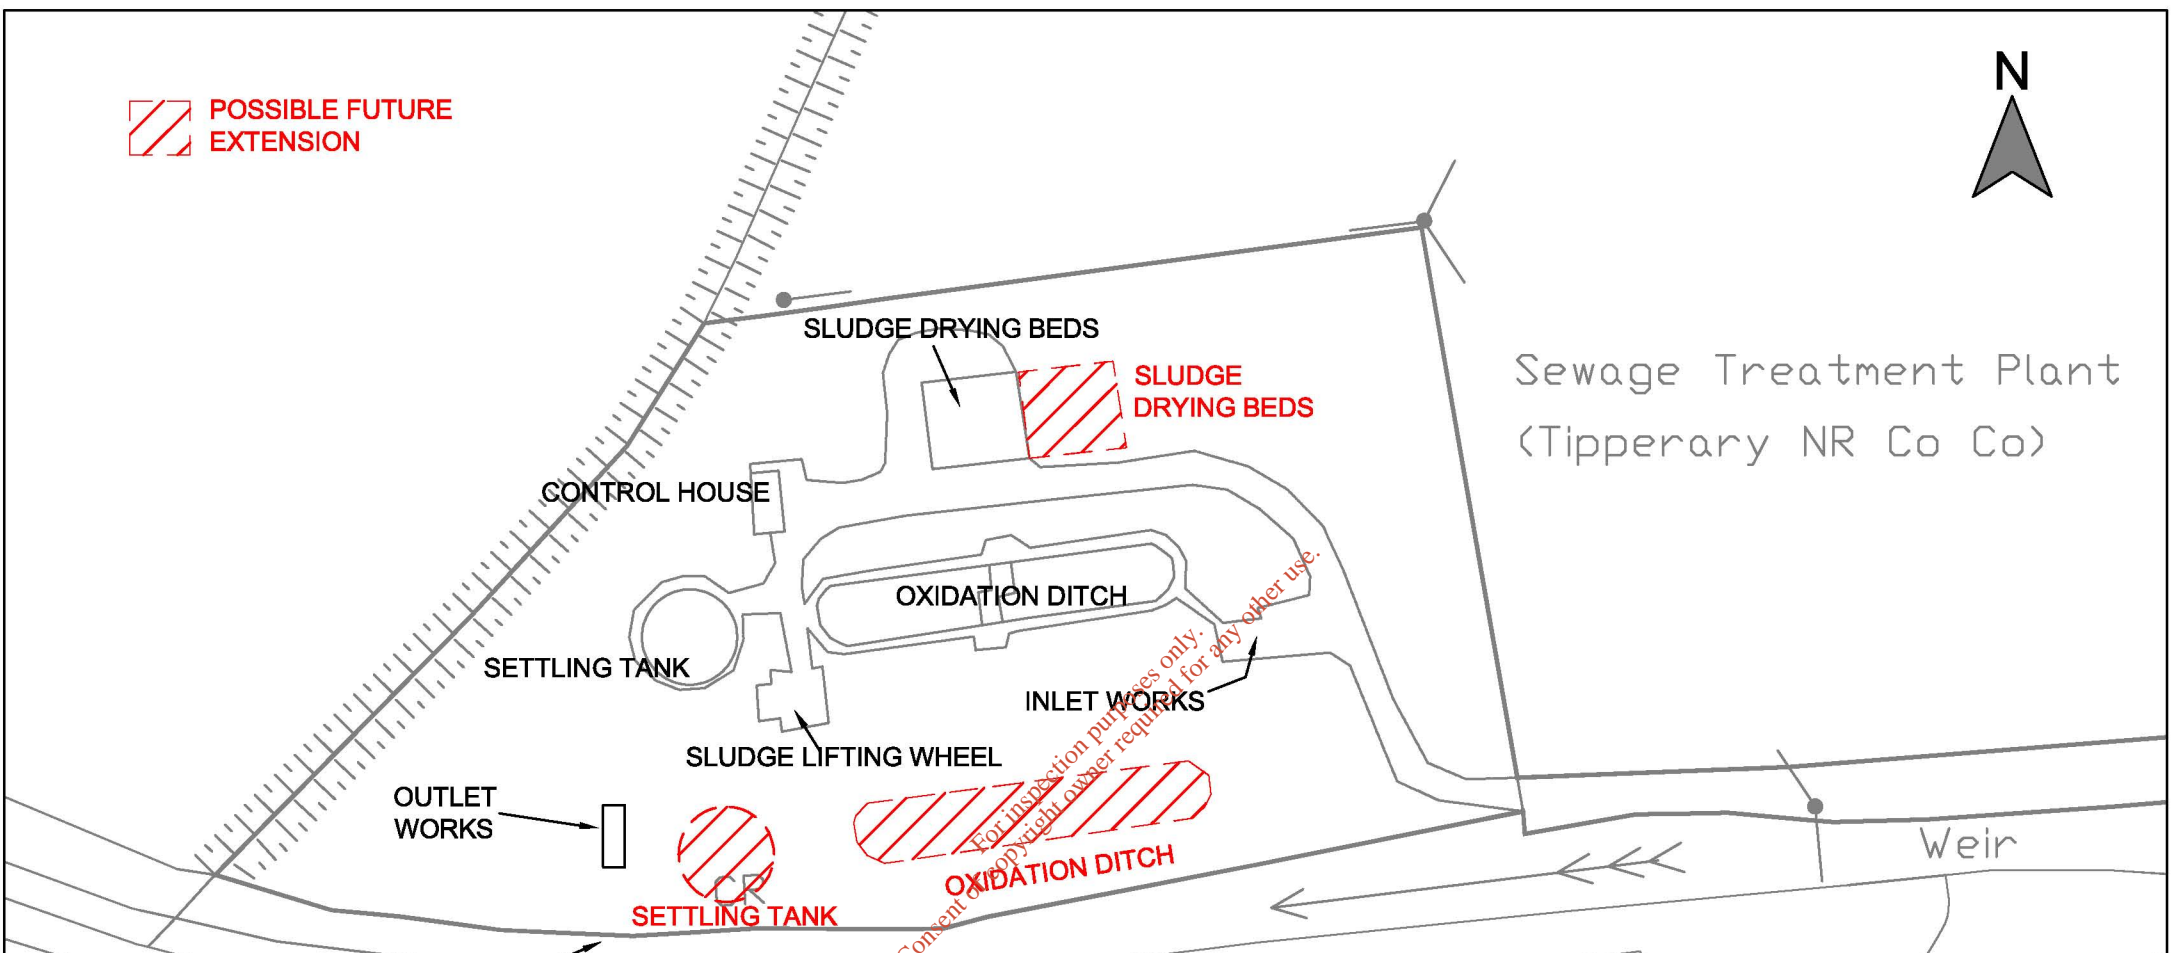 N
POSSIBLE FUTURE
EXTENSION
SLUDGE DRYING BEDS
SLUDGE
DRYING BEDS
Sewage Treatment Plant
(Tipperary NR Co Co)
CONTROL HOUSE
OXIDATION DITCH
SETTLING TANK
INLET WORKS
SLUDGE LIFTING WHEEL
OUTLET
WORKS
Weir
OXIDATION DITCH
CR
SETTLING TANK
For inspection purposes only.
Consent of copyright owner required for any other use.